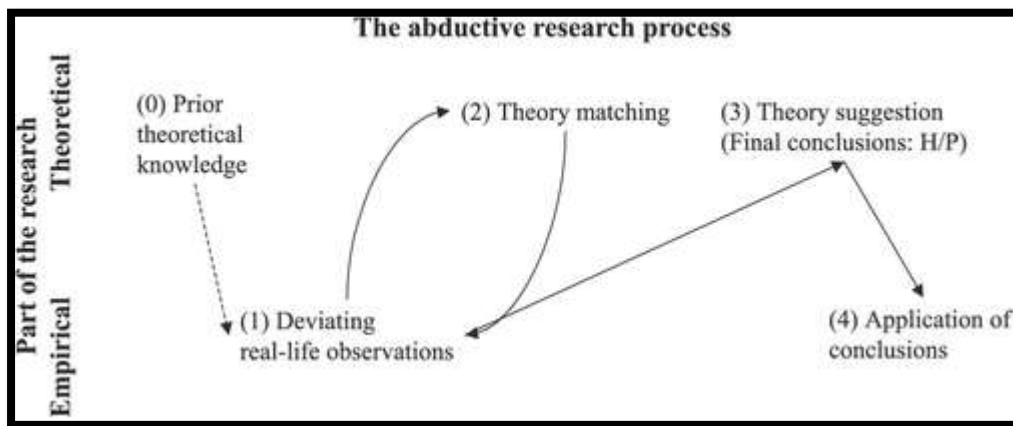 The abductive research process
Part of the research
Theoretical
Empirical
(0) Prior
theoretical
knowledge
(2) Theory matching
(3) Theory suggestion
(Final conclusions: H/P)
(1) Deviating
real-life observations
(4) Application of
conclusions